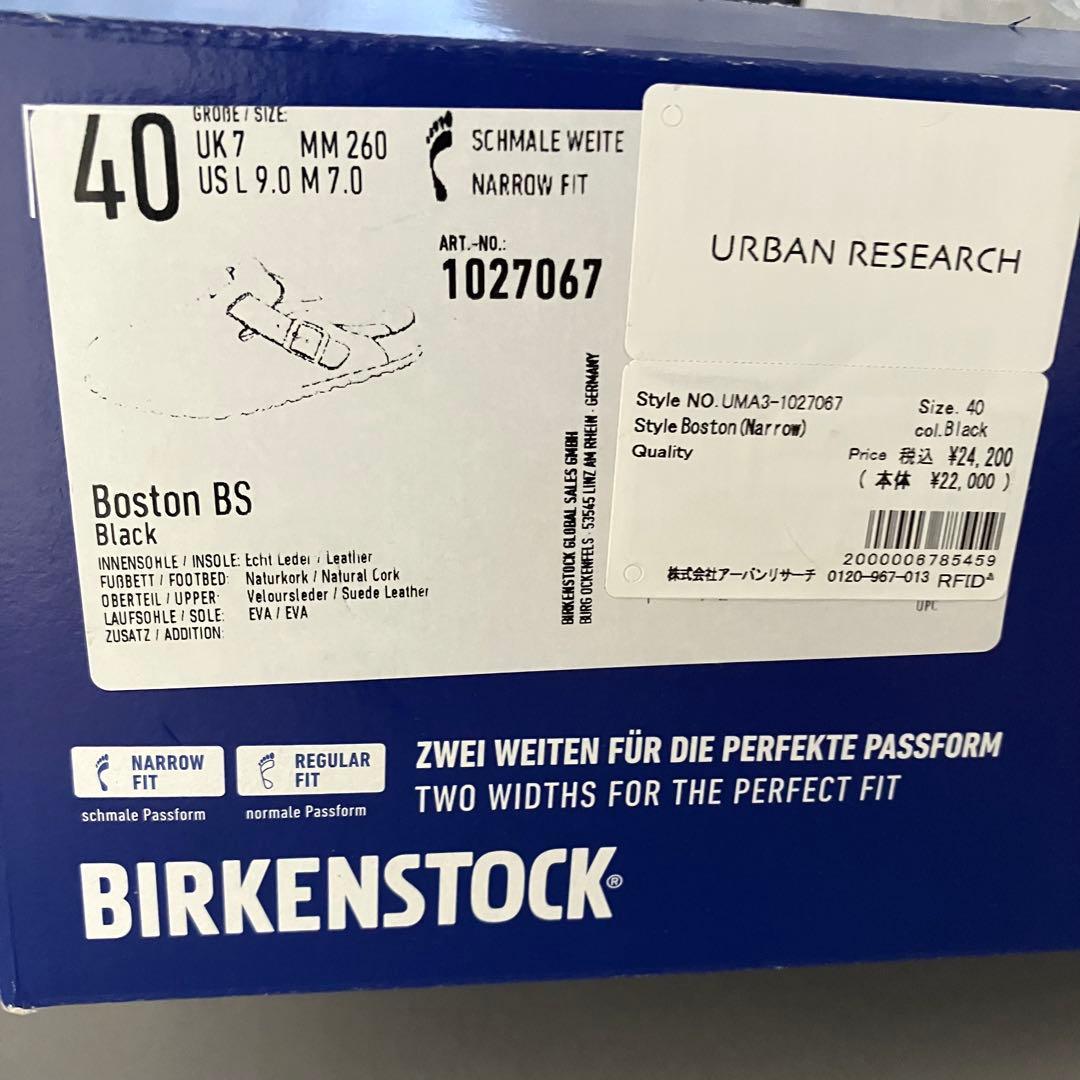 40
GRÖßE / SIZE:
UK 7 MM 260
US L 9.0 M 7.0
SCHMALE WEITE
NARROW FIT
ART.-NO.:
1027067
Boston BS
Black
INNENSOHLE / INSOLE: Echt Leder / Leather
FUßBETT / FOOTBED: Naturkork / Natural Cork
OBERTEIL / UPPER: Veloursleder / Suede Leather
LAUFSOHLE / SOLE: EVA / EVA
ZUSATZ / ADDITION:
BIRKENSTOCK GLOBAL SALES GMBH
BURG OCKENFELS · 53545 LINZ AM RHEIN · GERMANY
URBAN RESEARCH
Style NO. UMA3-1027067 Size. 40
Style Boston(Narrow) col.Black
Quality Price 税込 ¥24,200
( 本体 ¥22,000 )
2000006785459
株式会社アーバンリサーチ 0120-967-013 RFID
UPC
NARROW FIT
schmale Passform
REGULAR FIT
normale Passform
ZWEI WEITEN FÜR DIE PERFEKTE PASSFORM
TWO WIDTHS FOR THE PERFECT FIT
BIRKENSTOCK®